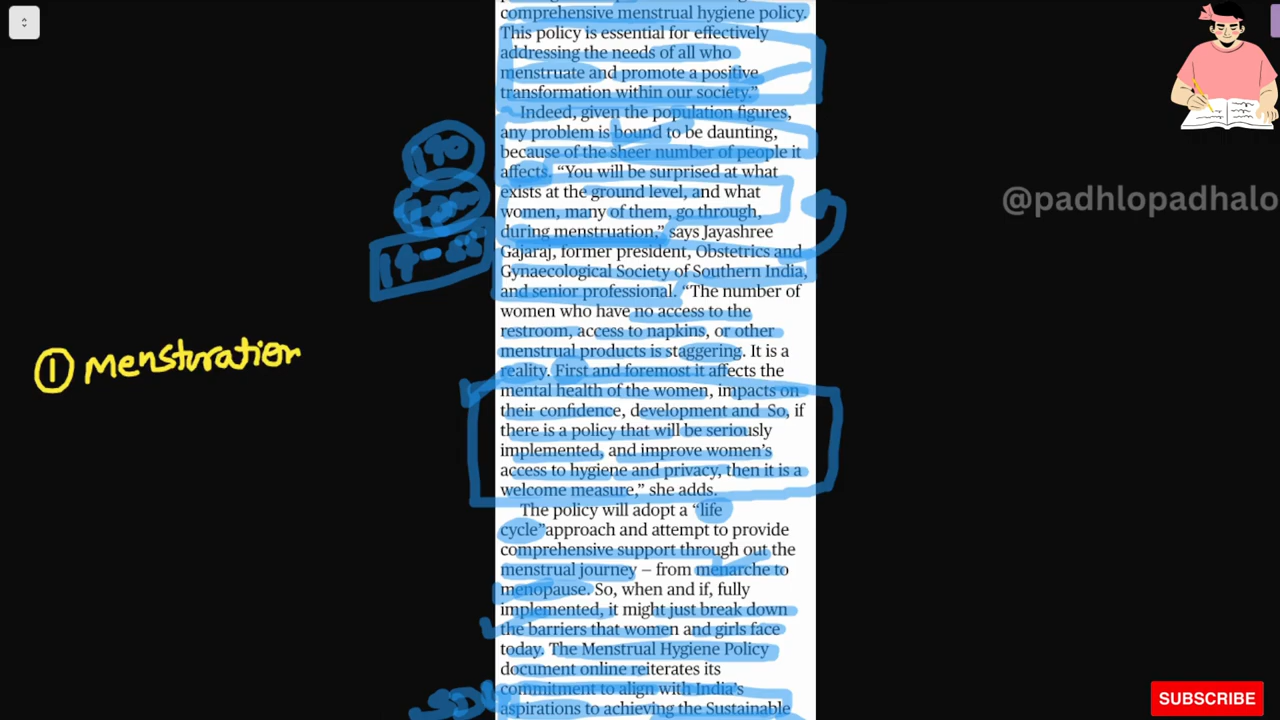 comprehensive menstrual hygiene policy.
This policy is essential for effectively
addressing the needs of all who
menstruate and promote a positive
transformation within our society.”
Indeed, given the population figures,
any problem is bound to be daunting,
because of the sheer number of people it
affects. “You will be surprised at what
exists at the ground level, and what
women, many of them, go through,
during menstruation,” says Jayashree
Gajaraj, former president, Obstetrics and
Gynaecological Society of Southern India,
and senior professional. “The number of
women who have no access to the
restroom, access to napkins, or other
menstrual products is staggering. It is a
reality. First and foremost it affects the
mental health of the women, impacts on
their confidence, development and So, if
there is a policy that will be seriously
implemented, and improve women’s
access to hygiene and privacy, then it is a
welcome measure,” she adds.
The policy will adopt a “life
cycle”approach and attempt to provide
comprehensive support through out the
menstrual journey – from menarche to
menopause. So, when and if, fully
implemented, it might just break down
the barriers that women and girls face
today. The Menstrual Hygiene Policy
document online reiterates its
commitment to align with India’s
aspirations to achieving the Sustainable
140
① mensturation
@padhlopadhalo
SUBSCRIBE